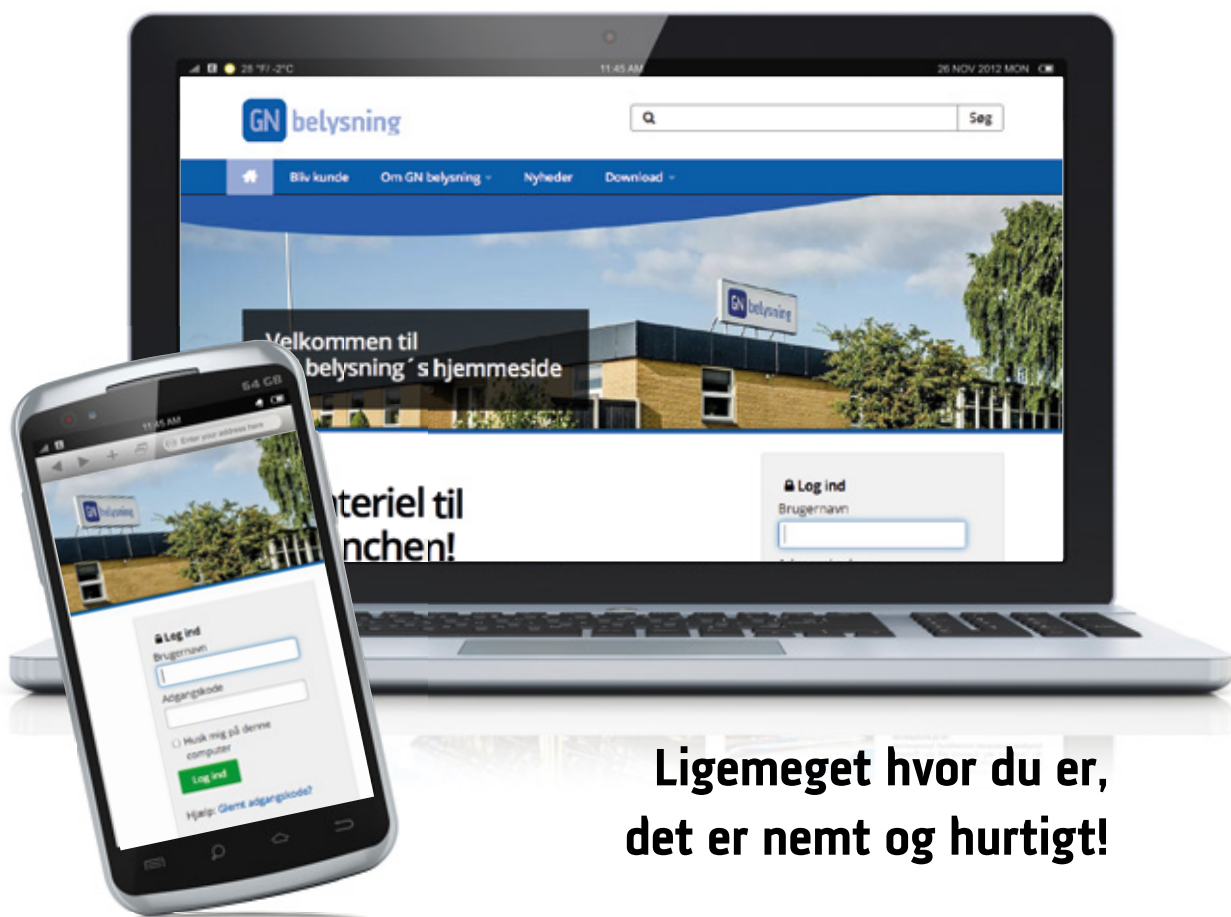 28 °F/ -2°C
11:45 AM
26 NOV 2012 MON
GN belysning
Søg
Bliv kunde
Om GN belysning
Nyheder
Download
GN belysning
Velkommen til
belysning´s hjemmeside
teriel til
nchen!
Log ind
Brugernavn
64 GB
11:45 AM
Enter your address here
GN belysning
Log ind
Brugernavn
Adgangskode
Husk mig på denne
computer
Log ind
Hjælp: Glemt adgangskode?
Ligemeget hvor du er,
det er nemt og hurtigt!